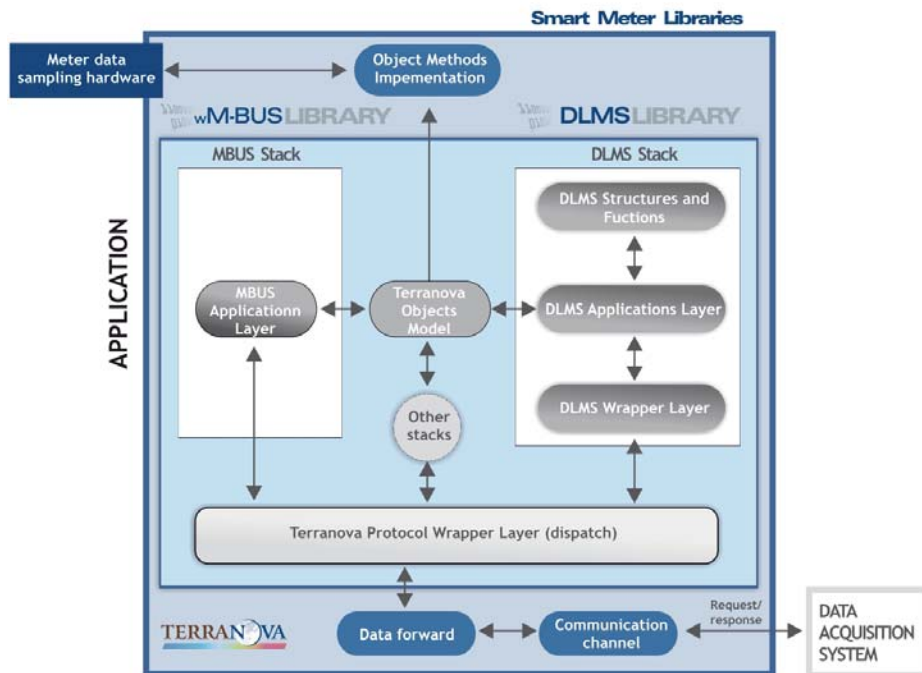 Smart Meter Libraries
Meter data
sampling hardware
Object Methods
Impementation
wM-BUS LIBRARY
DLMS LIBRARY
MBUS Stack
DLMS Stack
DLMS Structures and
Fuctions
APPLICATION
MBUS
Applicationn
Layer
Terranova
Objects
Model
DLMS Applications Layer
DLMS Wrapper Layer
Other
stacks
Terranova Protocol Wrapper Layer (dispatch)
TERRANOVA
Data forward
Communication
channel
Request/
response
DATA
ACQUISITION
SYSTEM